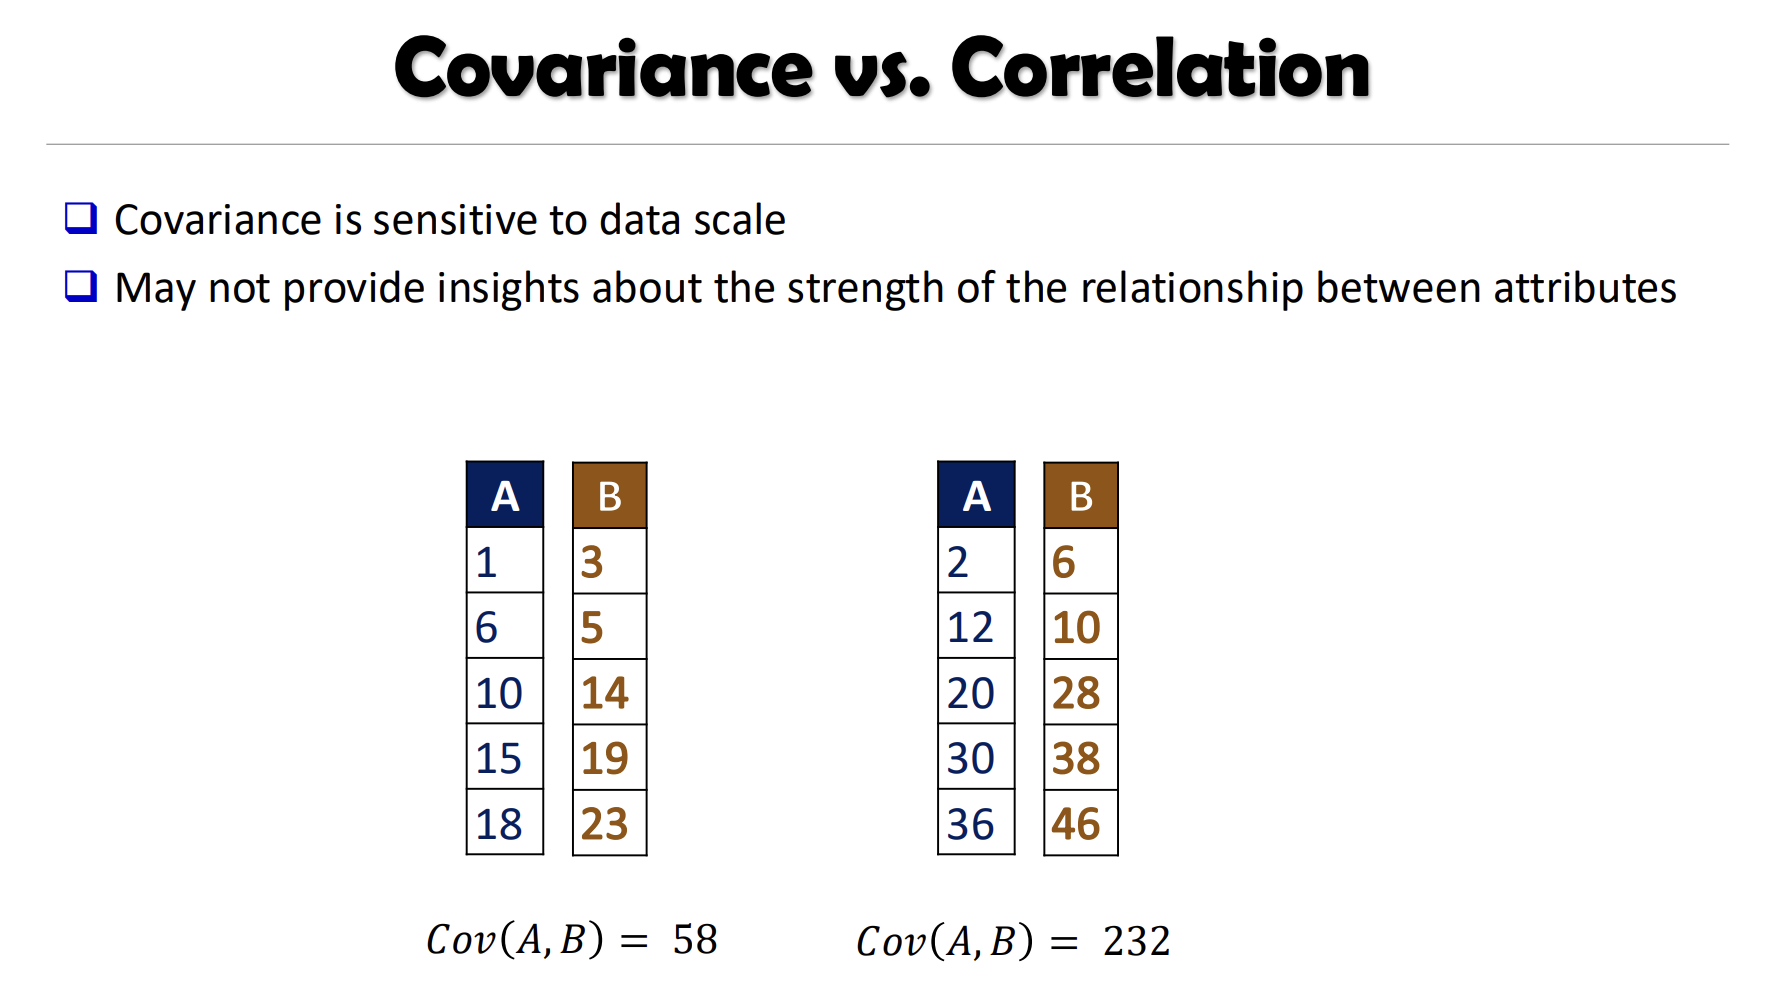 Covariance vs. Correlation
Covariance is sensitive to data scale
May not provide insights about the strength of the relationship between attributes
A B A B
1 3 2 6
6 5 12 10
10 14 20 28
15 19 30 38
18 23 36 46
Cov(A, B) = 58 Cov(A, B) = 232